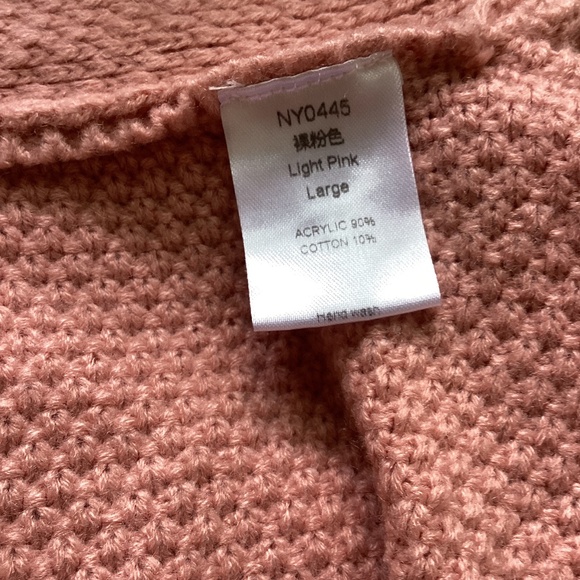 NY0445
裸粉色
Light Pink
Large
ACRYLIC 90%
COTTON 10%
Hand wash